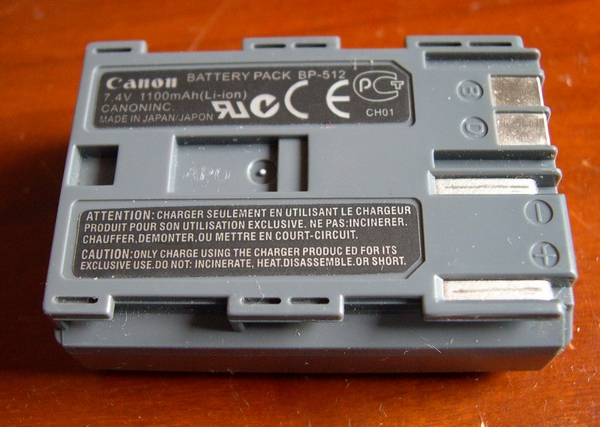 Canon BATTERY PACK BP-512
7.4V 1100mAh(Li-ion)
CANONINC.
MADE IN JAPAN/JAPON
CE
CH01
B D
ATTENTION: CHARGER SEULEMENT EN UTILISANT LE CHARGEUR
PRODUIT POUR SON UTILISATION EXCLUSIVE. NE PAS:INCINERER.
CHAUFFER,DEMONTER,OU METTRE EN COURT-CIRCUIT.
CAUTION:ONLY CHARGE USING THE CHARGER PRODUC ED FOR ITS
EXCLUSIVE USE.DO NOT: INCINERATE, HEAT.DISASSEMBLE.OR SHORT.
− +